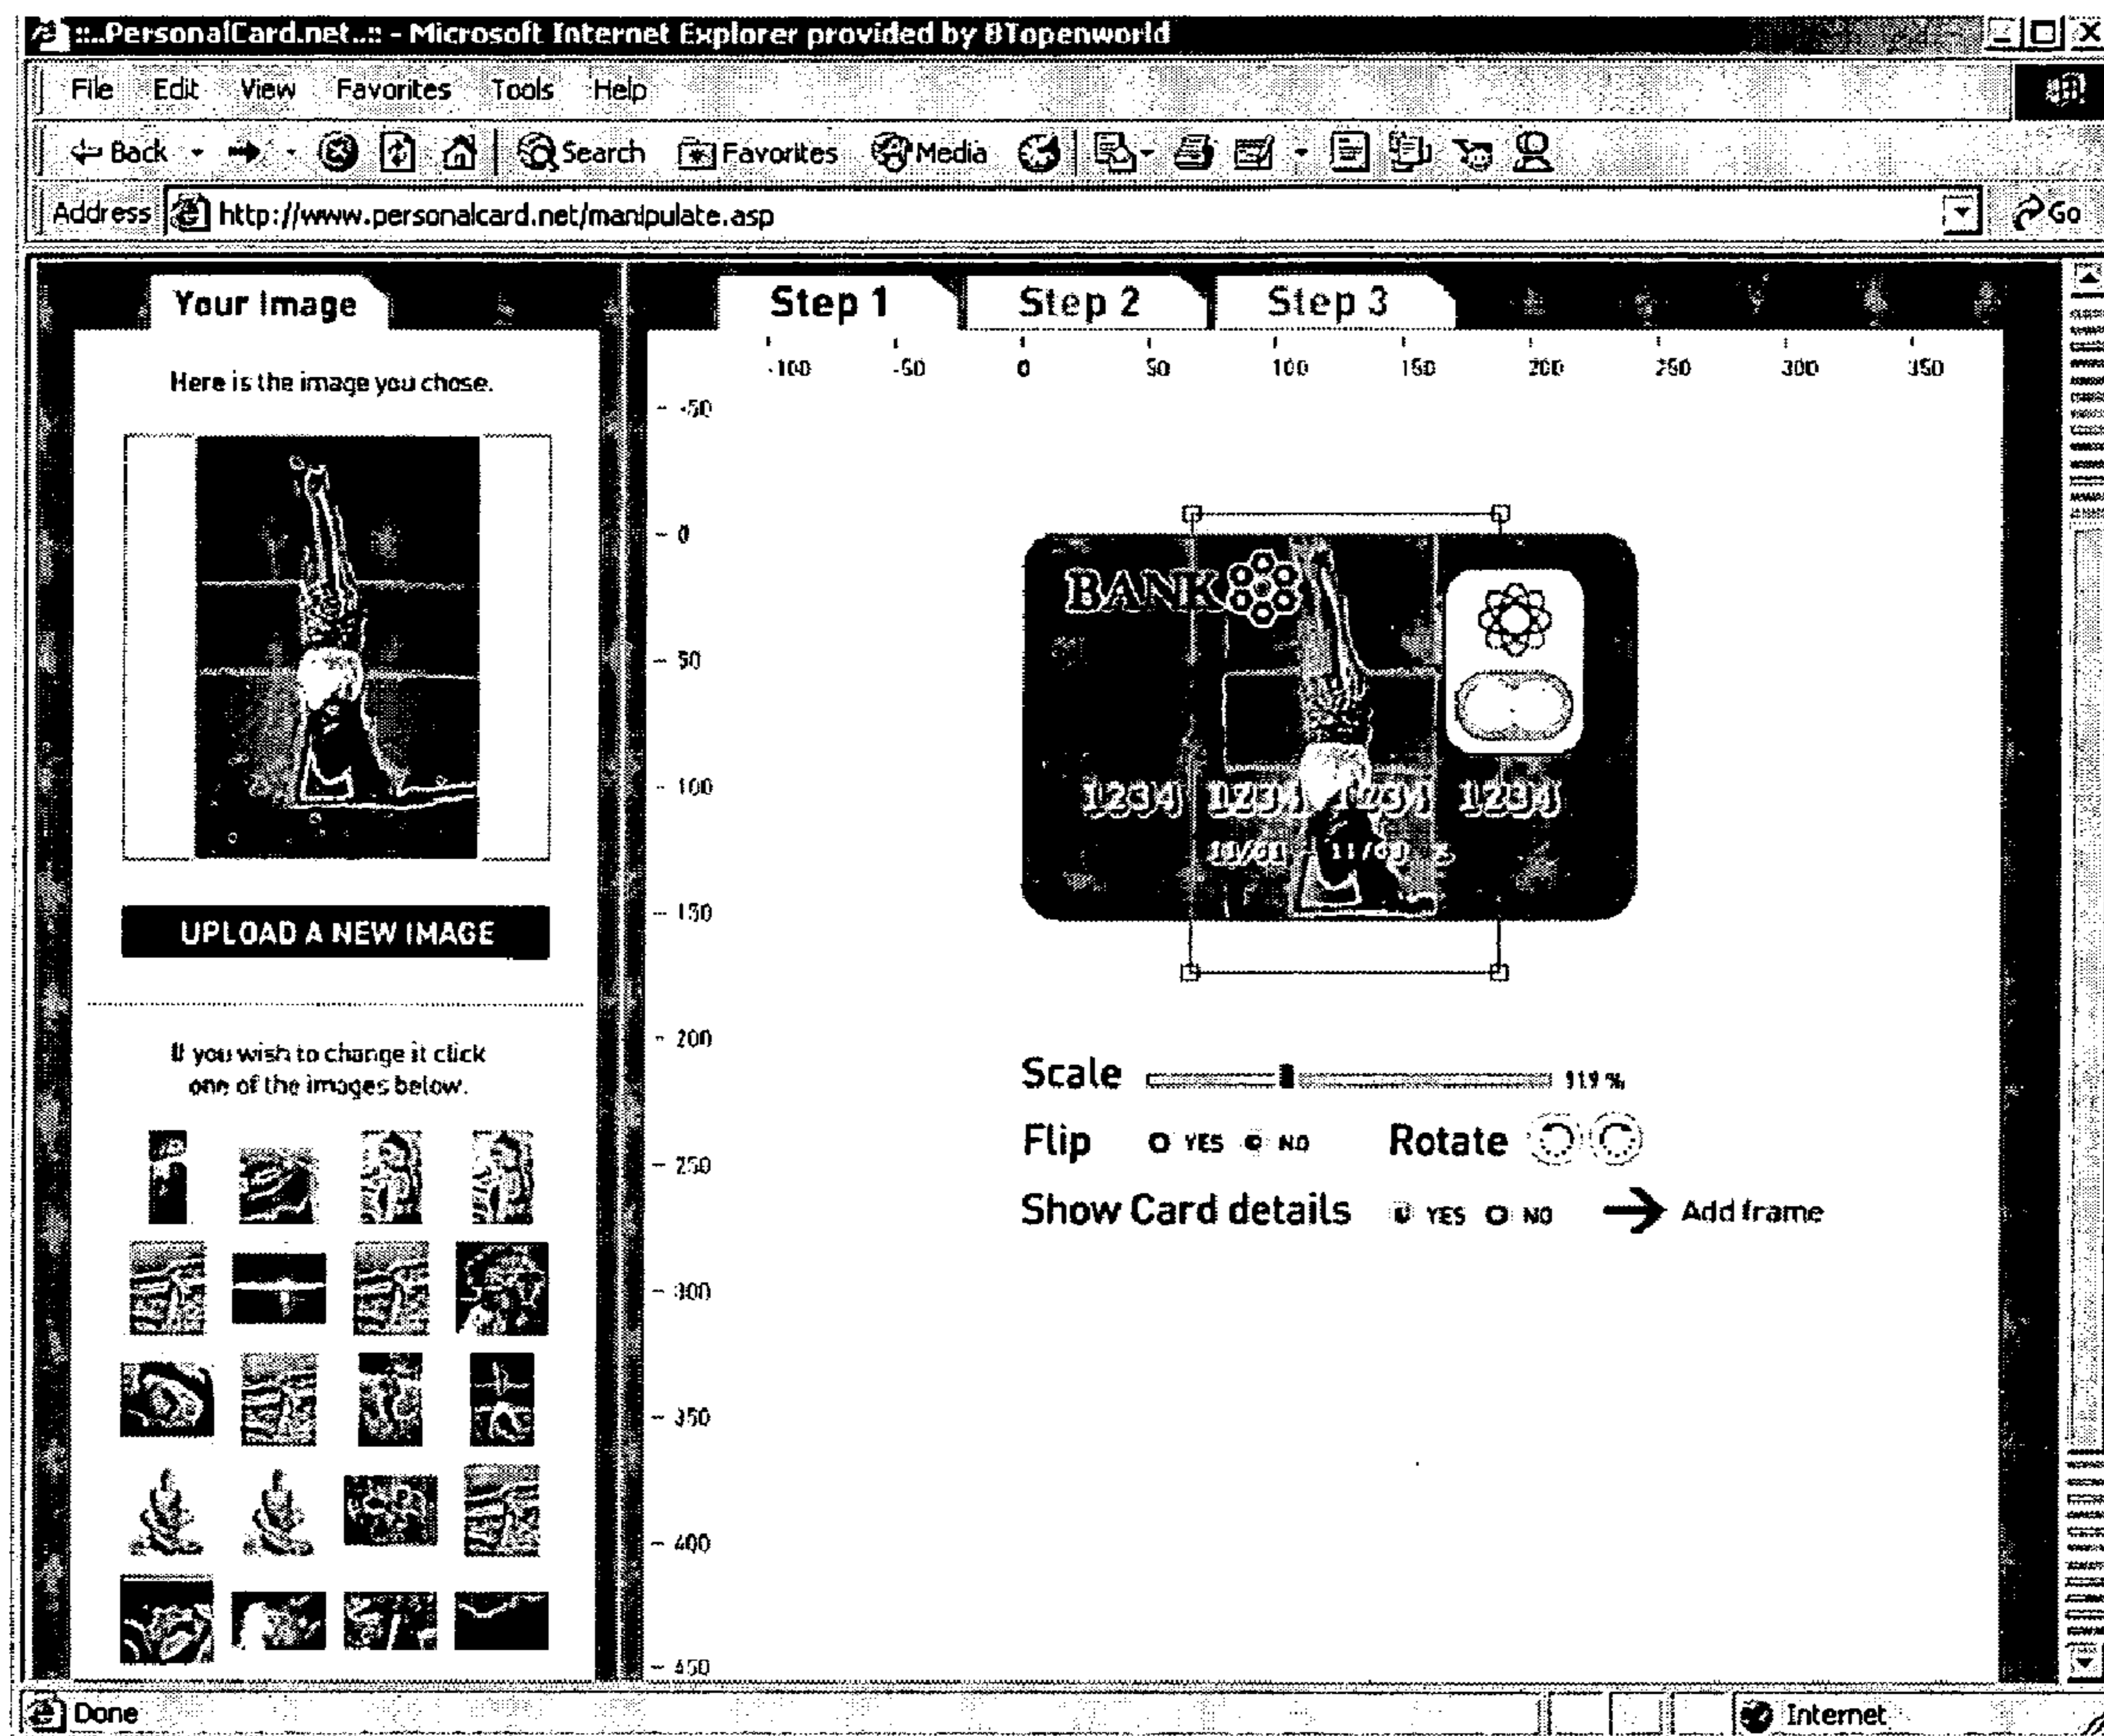 ::..PersonalCard.net..:: - Microsoft Internet Explorer provided by BTopenworld
File Edit View Favorites Tools Help
Back Search Favorites Media
Address http://www.personalcard.net/manipulate.asp Go
Your Image
Here is the image you chose.
UPLOAD A NEW IMAGE
If you wish to change it click
one of the images below.
Step 1 Step 2 Step 3
-100 -50 0 50 100 150 200 250 300 350
-50
0
50
100
150
200
250
300
350
400
450
BANK
1234 1234 1234 1234
Scale
Flip YES NO Rotate
Show Card details YES NO Add frame
Done Internet